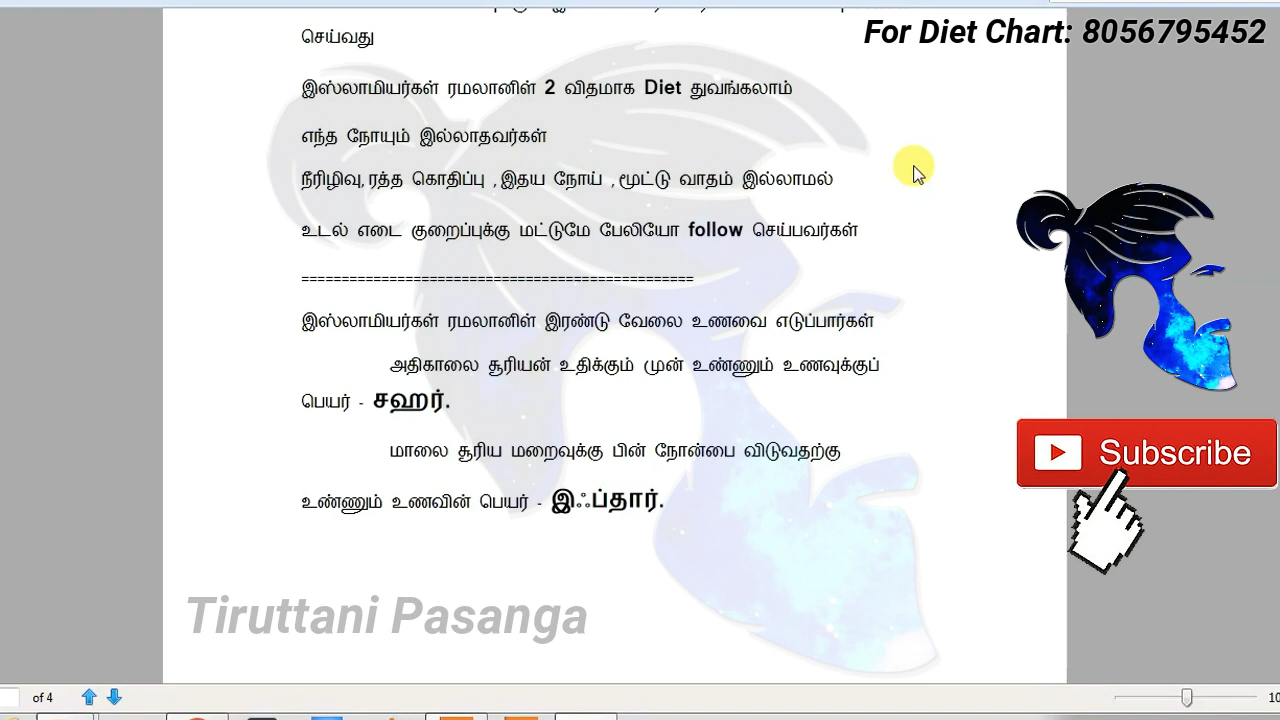 For Diet Chart: 8056795452
செய்வது
இஸ்லாமியர்கள் ரமலானிள் 2 விதமாக Diet துவங்கலாம்
எந்த நோயும் இல்லாதவர்கள்
நீரிழிவு, ரத்த கொதிப்பு ,இதய நோய் ,மூட்டு வாதம் இல்லாமல்
உடல் எடை குறைப்புக்கு மட்டுமே பேலியோ follow செய்பவர்கள்
================================================
இஸ்லாமியர்கள் ரமலானிள் இரண்டு வேலை உணவை எடுப்பார்கள்
அதிகாலை சூரியன் உதிக்கும் முன் உண்ணும் உணவுக்குப்
பெயர் - சஹர்.
மாலை சூரிய மறைவுக்கு பின் நோன்பை விடுவதற்கு
உண்ணும் உணவின் பெயர் - இஃப்தார்.
Subscribe
Tiruttani Pasanga
of 4
10